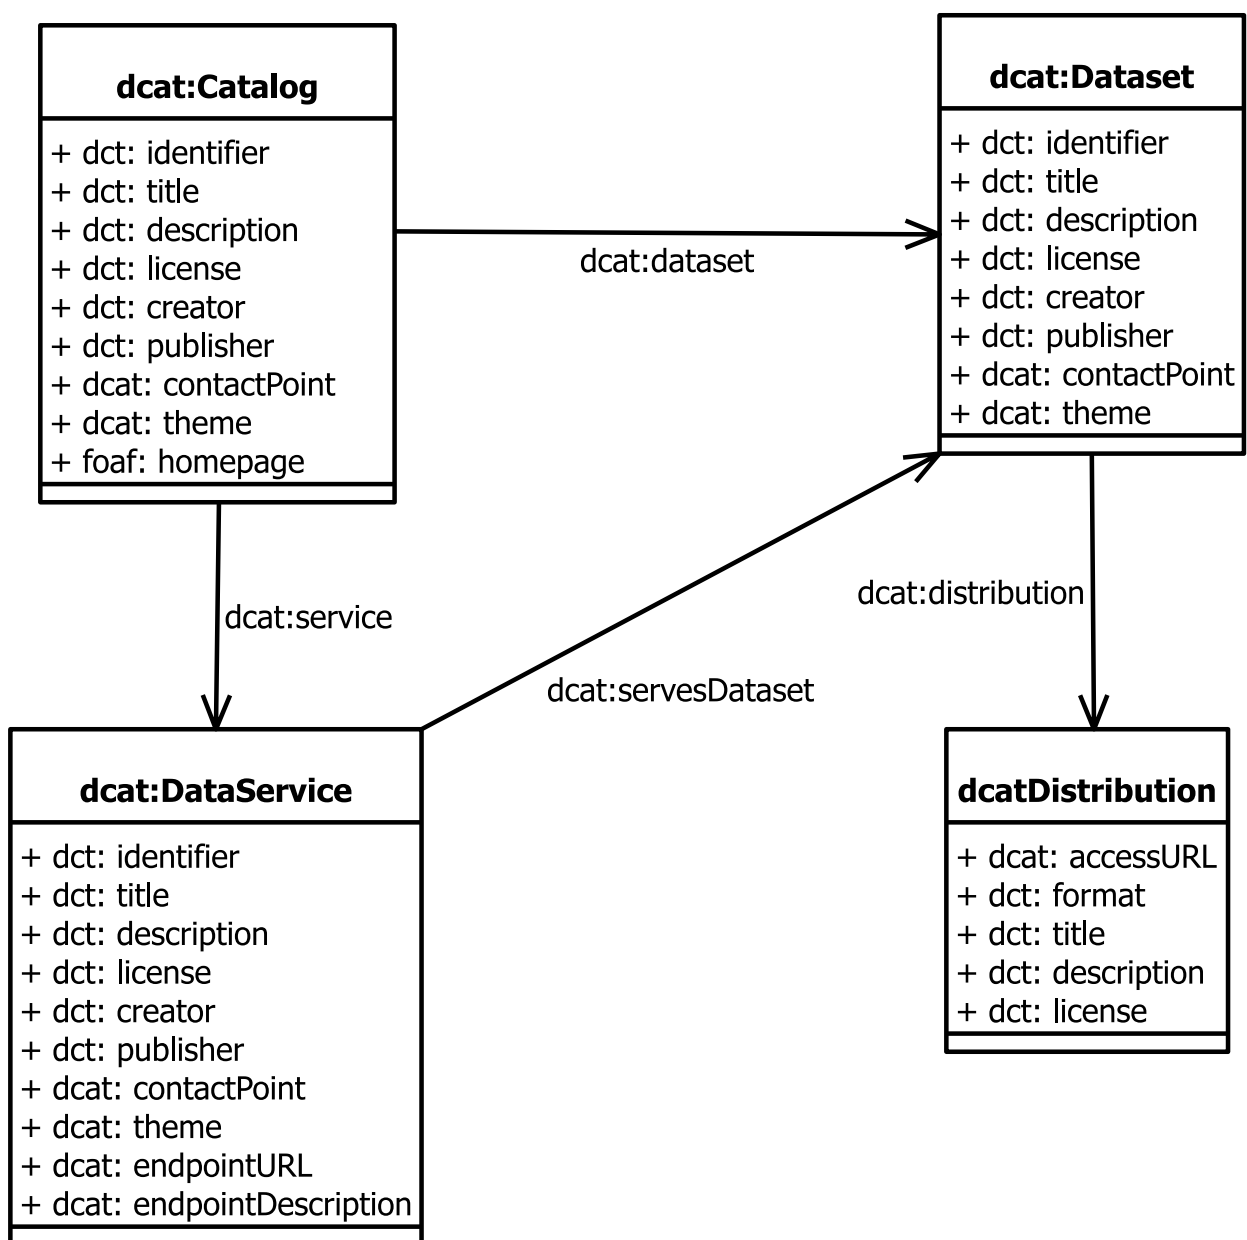 dcat:Catalog
+ dct: identifier
+ dct: title
+ dct: description
+ dct: license
+ dct: creator
+ dct: publisher
+ dcat: contactPoint
+ dcat: theme
+ foaf: homepage
dcat:dataset
dcat:Dataset
+ dct: identifier
+ dct: title
+ dct: description
+ dct: license
+ dct: creator
+ dct: publisher
+ dcat: contactPoint
+ dcat: theme
dcat:service
dcat:servesDataset
dcat:distribution
dcat:DataService
+ dct: identifier
+ dct: title
+ dct: description
+ dct: license
+ dct: creator
+ dct: publisher
+ dcat: contactPoint
+ dcat: theme
+ dcat: endpointURL
+ dcat: endpointDescription
dcatDistribution
+ dcat: accessURL
+ dct: format
+ dct: title
+ dct: description
+ dct: license